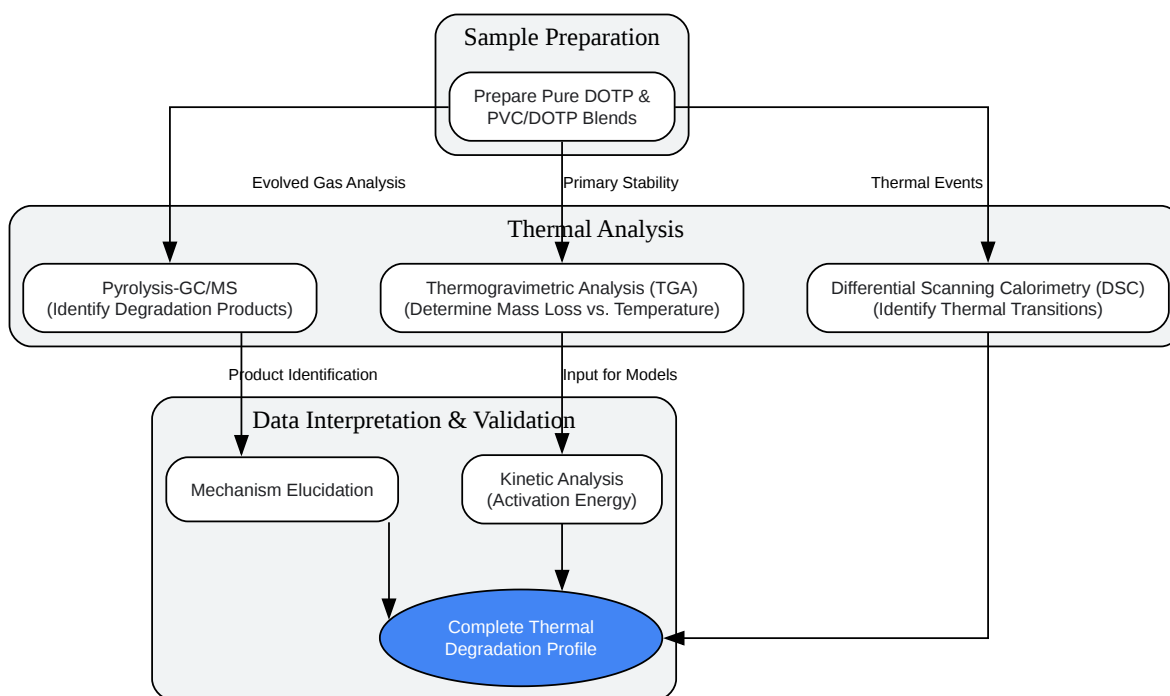 Sample Preparation
Prepare Pure DOTP &
PVC/DOTP Blends
Evolved Gas Analysis
Primary Stability
Thermal Events
Thermal Analysis
Pyrolysis-GC/MS
(Identify Degradation Products)
Thermogravimetric Analysis (TGA)
(Determine Mass Loss vs. Temperature)
Differential Scanning Calorimetry (DSC)
(Identify Thermal Transitions)
Product Identification
Input for Models
Data Interpretation & Validation
Mechanism Elucidation
Kinetic Analysis
(Activation Energy)
Complete Thermal
Degradation Profile